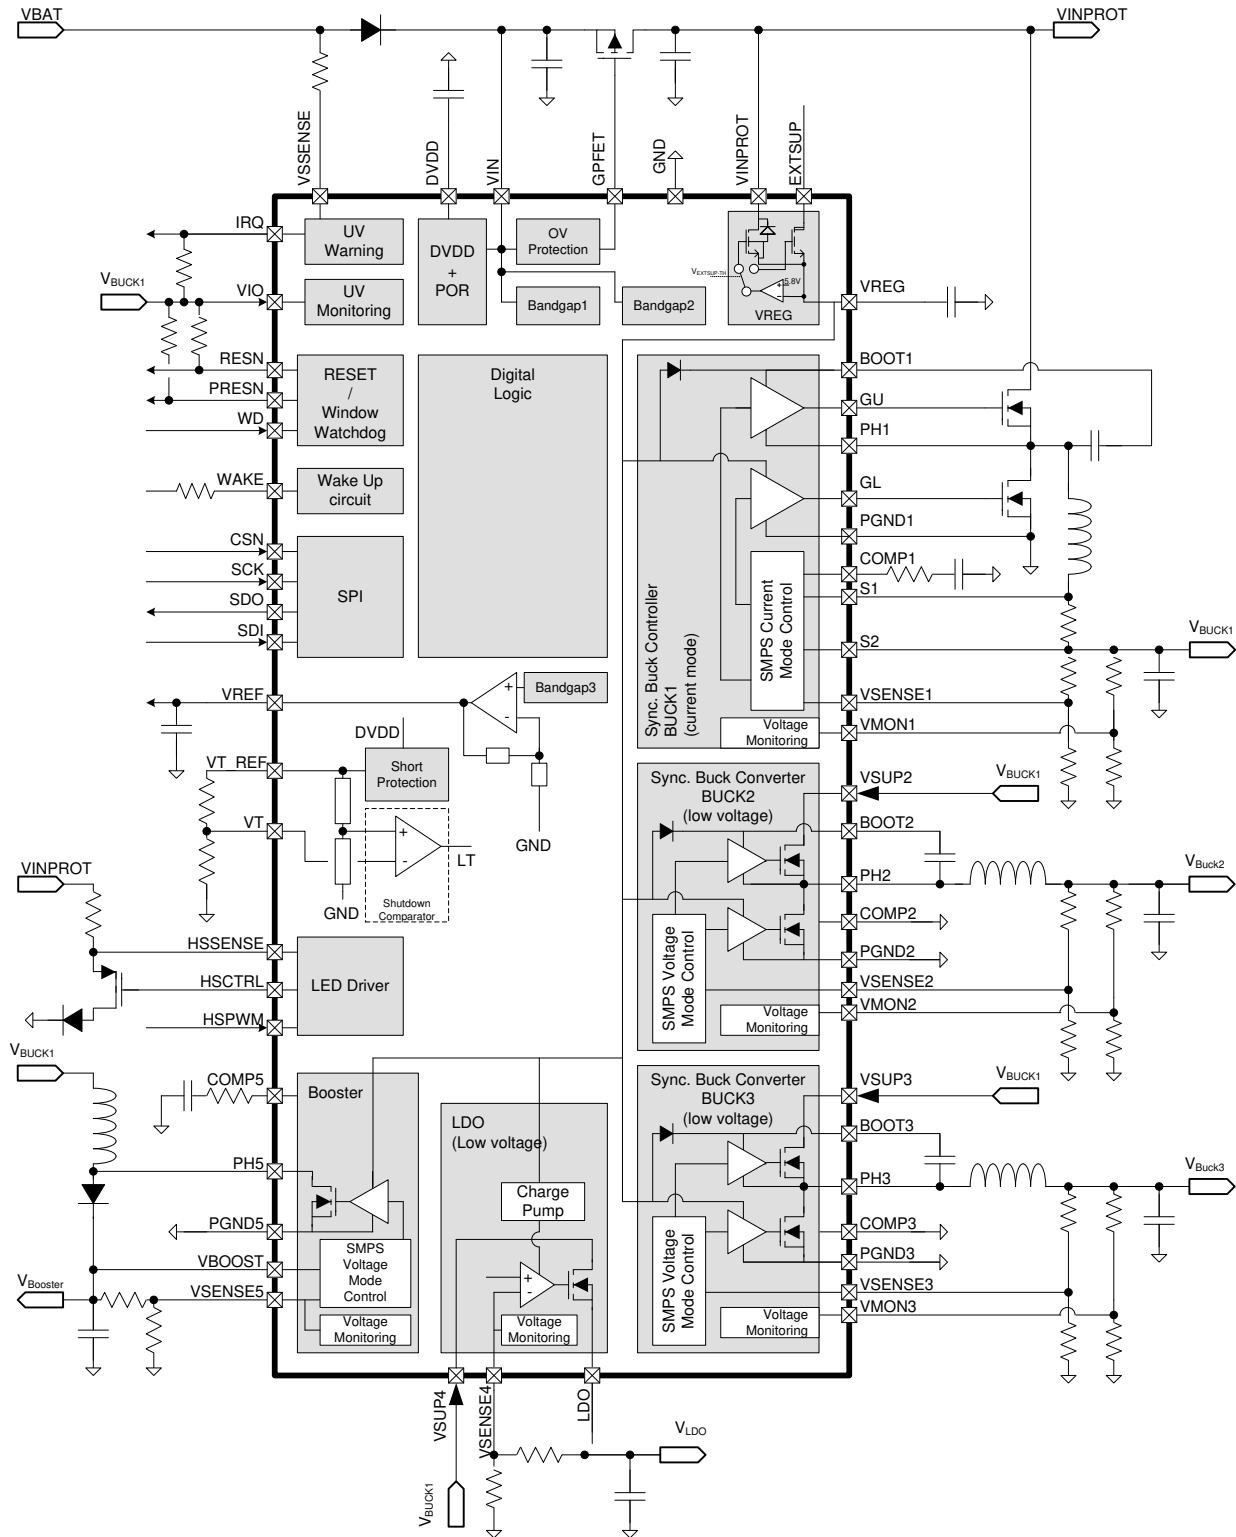 VBAT
VINPROT
VSSENSE
DVDD
VIN
GPFET
GND
VINPROT
EXTSUP
IRQ
UV
Warning
DVDD
+
POR
OV
Protection
Bandgap1
Bandgap2
VEXTSUP-TH
5.8V
+
-
VREG
VREG
VBUCK1
VIO
UV
Monitoring
RESN
PRESN
WD
RESET
/
Window
Watchdog
Digital
Logic
WAKE
Wake Up
circuit
CSN
SCK
SDO
SDI
SPI
BOOT1
GU
PH1
GL
PGND1
COMP1
S1
S2
VSENSE1
VMON1
VBUCK1
Sync. Buck Controller
BUCK1
(current mode)
SMPS Current
Mode Control
Voltage
Monitoring
VREF
+
-
Bandgap3
DVDD
GND
VT_REF
Short
Protection
VT
+
-
LT
GND
Shutdown
Comparator
Sync. Buck Converter
BUCK2
(low voltage)
VSUP2
VBUCK1
BOOT2
PH2
VBuck2
COMP2
PGND2
VSENSE2
VMON2
SMPS Voltage
Mode Control
Voltage
Monitoring
VINPROT
HSSENSE
HSCTRL
HSPWM
LED Driver
VBUCK1
COMP5
Booster
PH5
PGND5
VBOOST
VSENSE5
VBooster
SMPS
Voltage
Mode
Control
Voltage
Monitoring
LDO
(Low voltage)
Charge
Pump
+
-
Voltage
Monitoring
Sync. Buck Converter
BUCK3
(low voltage)
VSUP3
VBUCK1
BOOT3
PH3
VBuck3
COMP3
PGND3
VSENSE3
VMON3
SMPS Voltage
Mode Control
Voltage
Monitoring
VSUP4
VSENSE4
LDO
VBUCK1
VLDO